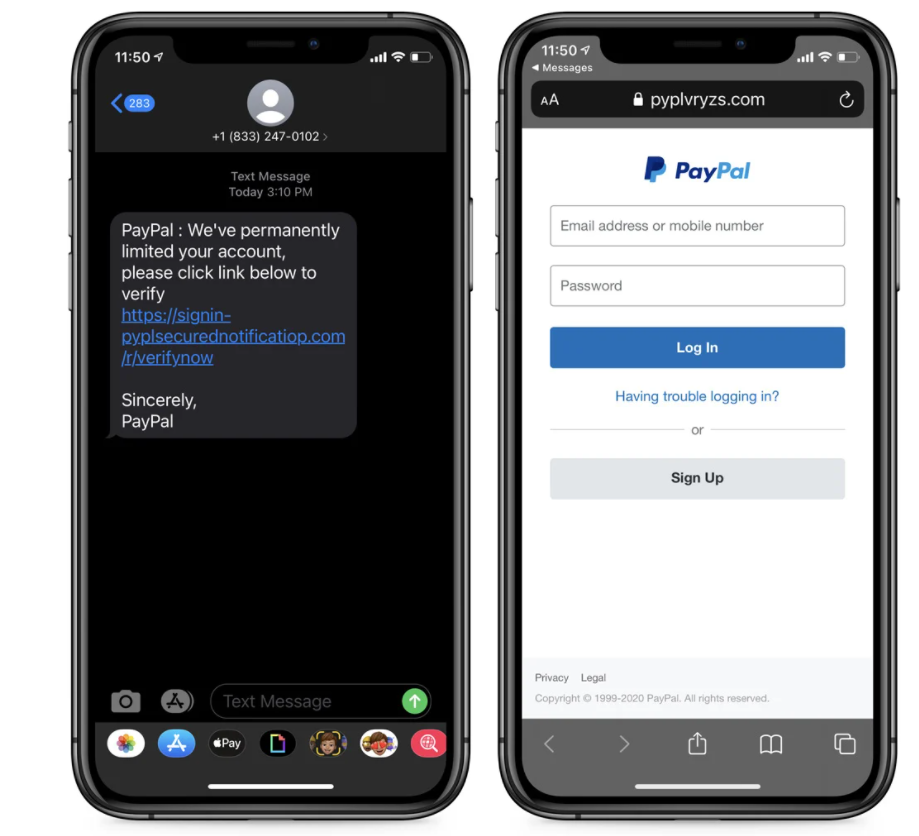 11:50
283
+1 (833) 247-0102 >
Text Message
Today 3:10 PM
PayPal : We've permanently
limited your account,
please click link below to
verify
https://signin-
pyplsecurednotificatiop.com
/r/verifynow
Sincerely,
PayPal
Text Message
Pay
11:50
Messages
AA
pyplvryzs.com
PayPal
Email address or mobile number
Password
Log In
Having trouble logging in?
or
Sign Up
Privacy Legal
Copyright © 1999-2020 PayPal. All rights reserved.